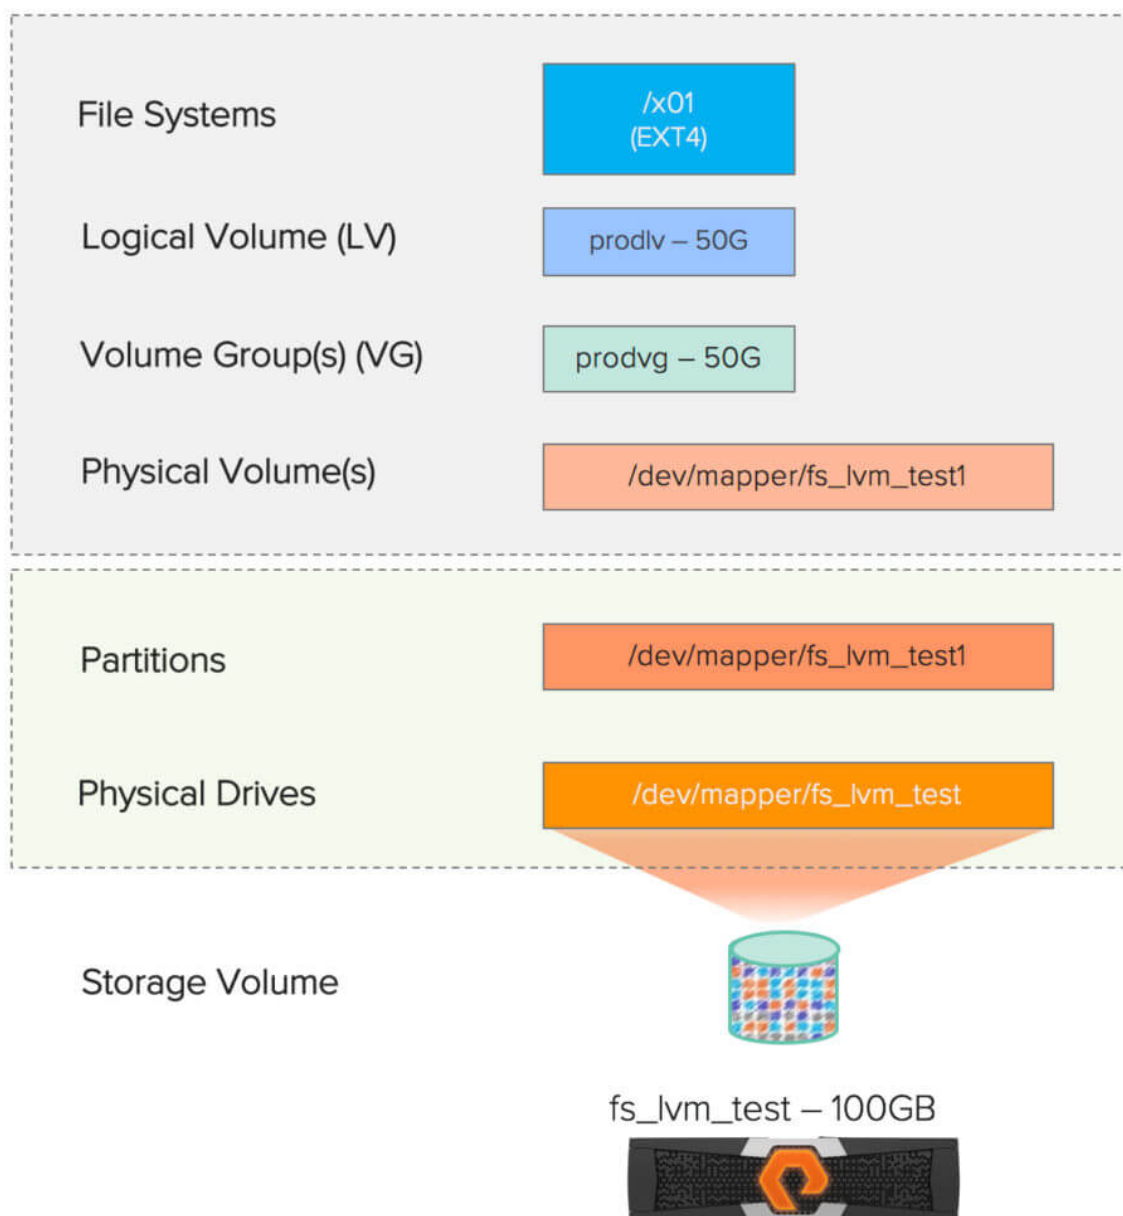 File Systems
/x01
(EXT4)
Logical Volume (LV)
prodlv – 50G
Volume Group(s) (VG)
prodvg – 50G
Physical Volume(s)
/dev/mapper/fs_lvm_test1
Partitions
/dev/mapper/fs_lvm_test1
Physical Drives
/dev/mapper/fs_lvm_test
Storage Volume
fs_lvm_test – 100GB